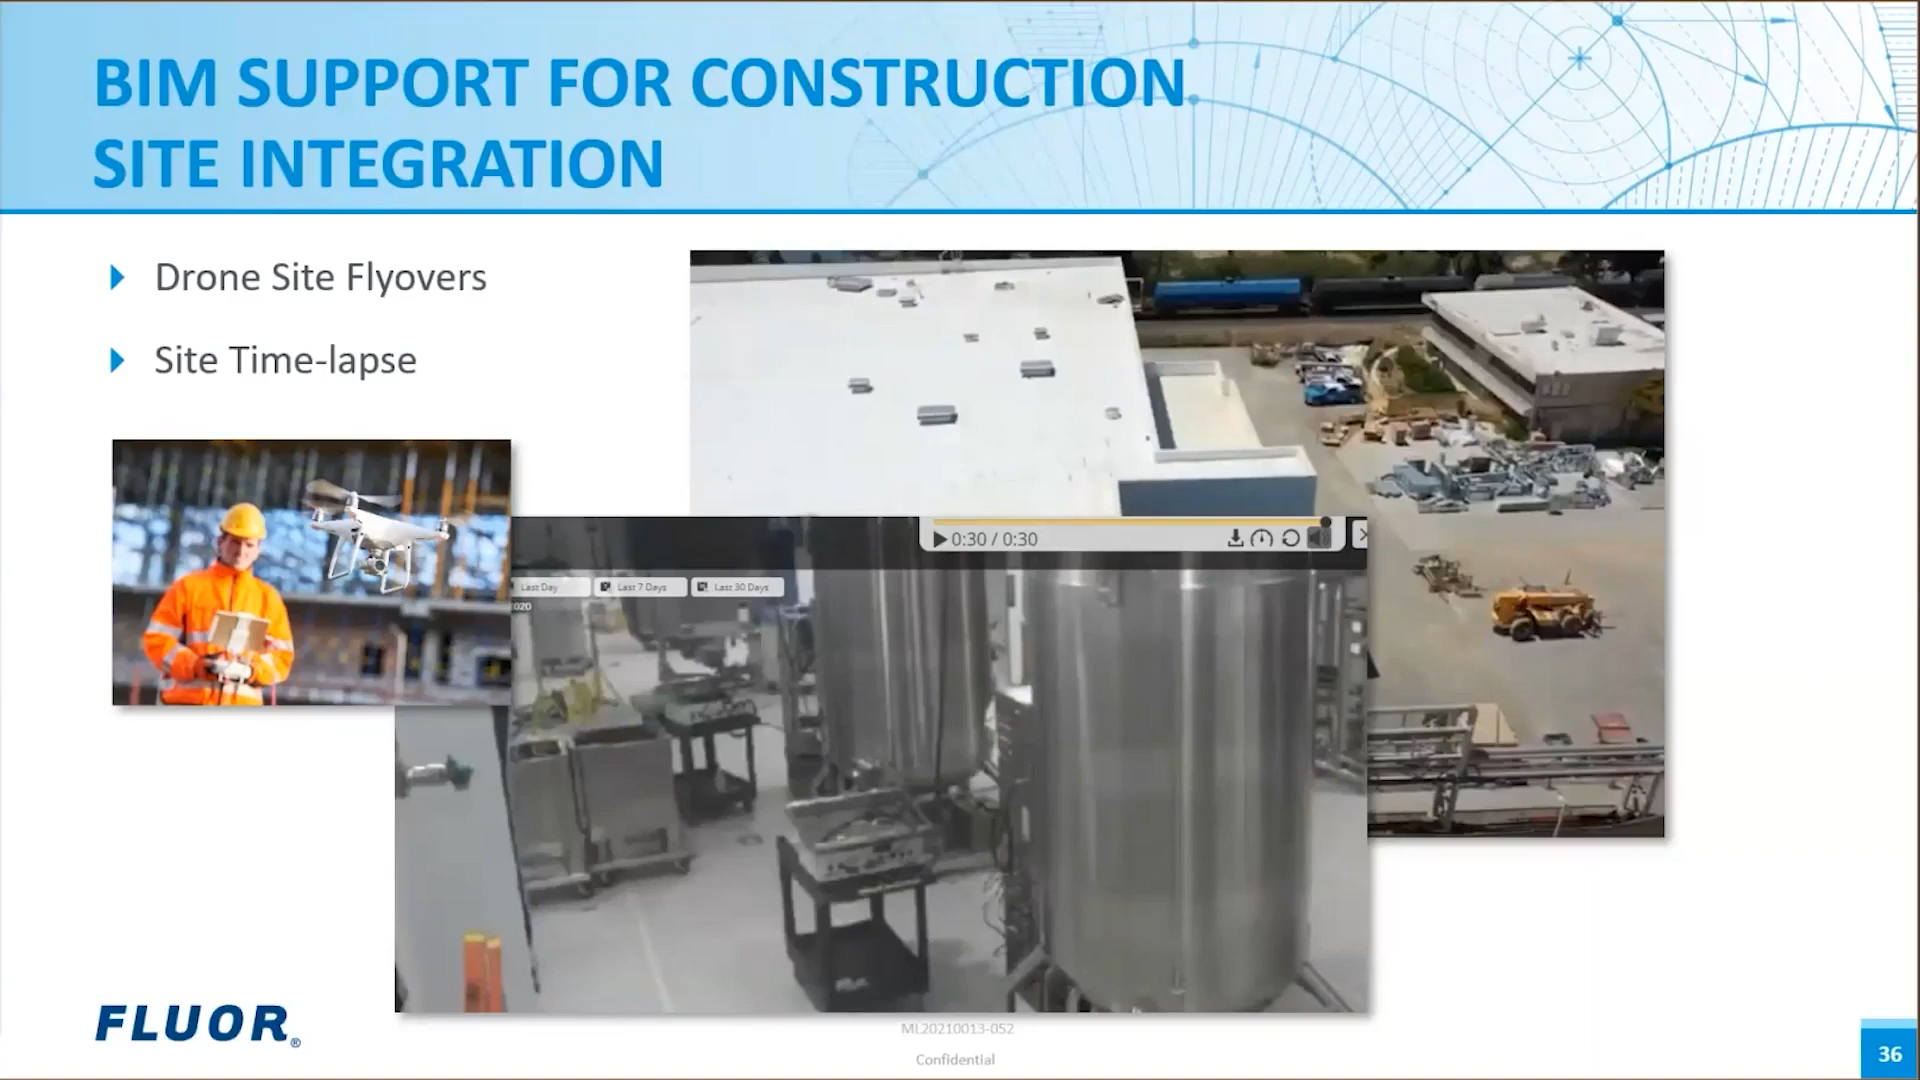 BIM SUPPORT FOR CONSTRUCTION
SITE INTEGRATION
Drone Site Flyovers
Site Time-lapse
0:30 / 0:30
Last Day
Last 7 Days
Last 30 Days
020
FLUOR®
ML20210013-052
Confidential
36